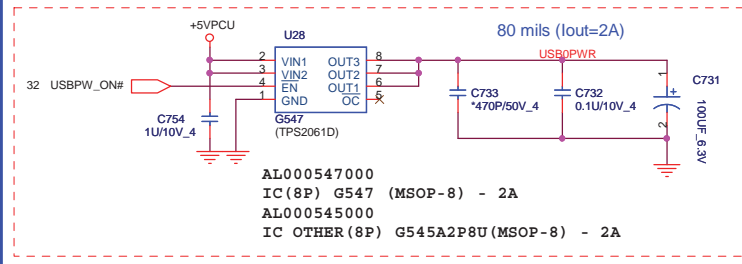 +5VPCU
U28
80 mils (Iout=2A)
USB0PWR
2 VIN1 OUT3 8
3 VIN2 OUT2 7
32 USBPW_ON# 4 EN OUT1 6
1 GND OC 5
G547
(TPS2061D)
C754
1U/10V_4
C733
*470P/50V_4
C732
0.1U/10V_4
1
+
2
C731
100UF_6.3V
AL000547000
IC(8P) G547 (MSOP-8) - 2A
AL000545000
IC OTHER(8P) G545A2P8U(MSOP-8) - 2A